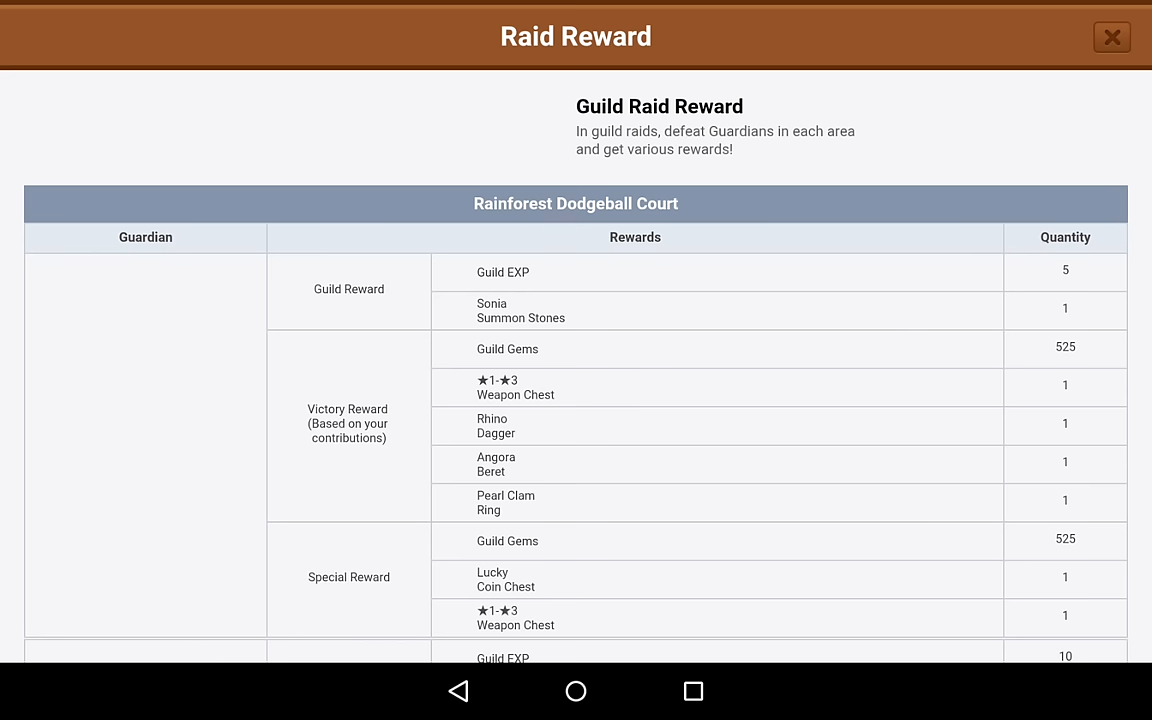 Raid Reward
Guild Raid Reward
In guild raids, defeat Guardians in each area
and get various rewards!
Rainforest Dodgeball Court
Guardian
Rewards
Quantity
Guild Reward
Guild EXP
5
Sonia
Summon Stones
1
Victory Reward
(Based on your
contributions)
Guild Gems
525
★1-★3
Weapon Chest
1
Rhino
Dagger
1
Angora
Beret
1
Pearl Clam
Ring
1
Special Reward
Guild Gems
525
Lucky
Coin Chest
1
★1-★3
Weapon Chest
1
Guild EXP
10